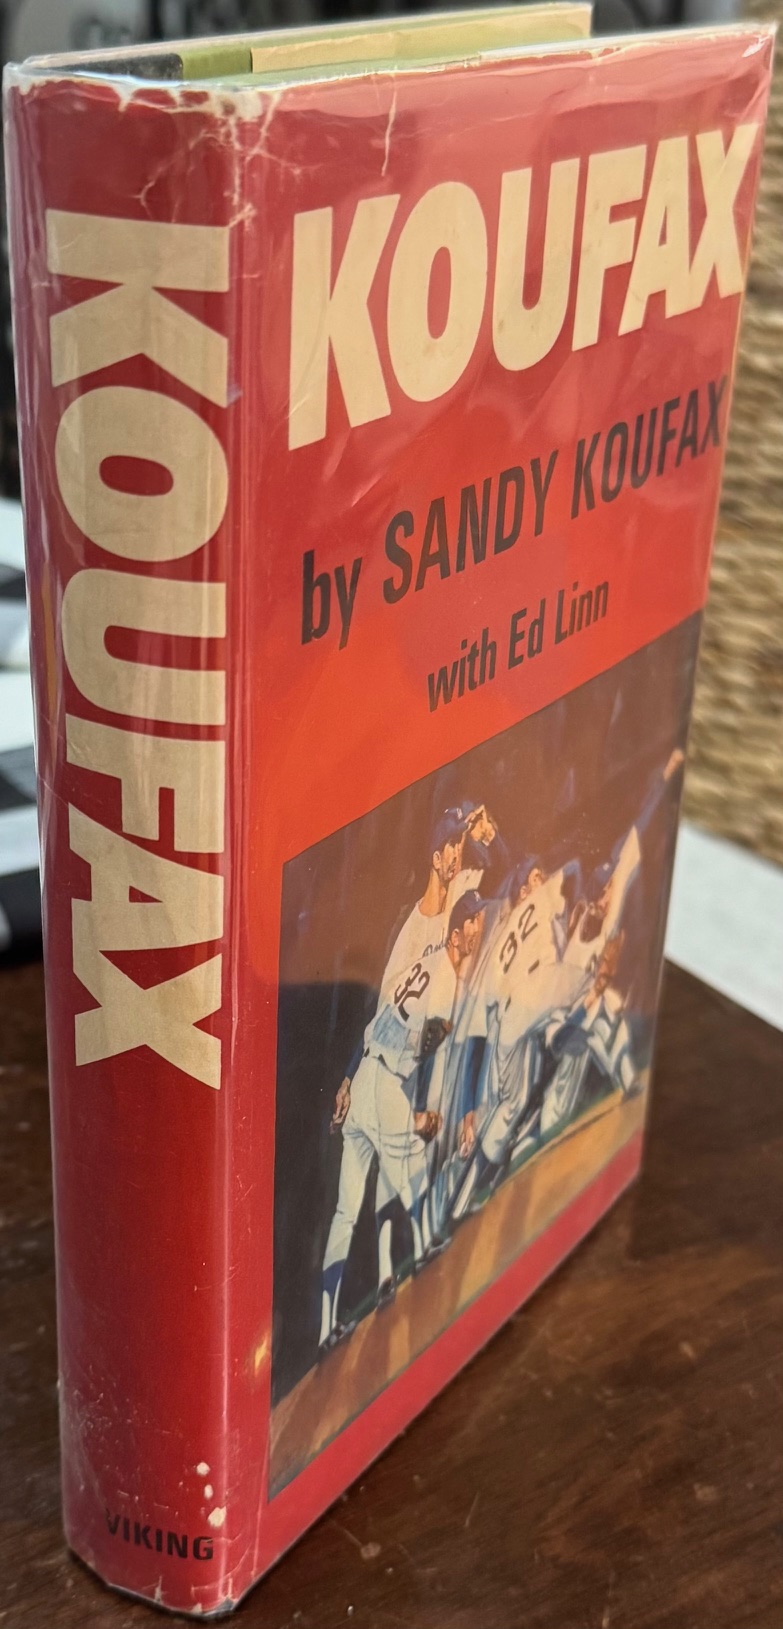 KOUFAX
VIKING
KOUFAX
by SANDY KOUFAX
with Ed Linn
32
32